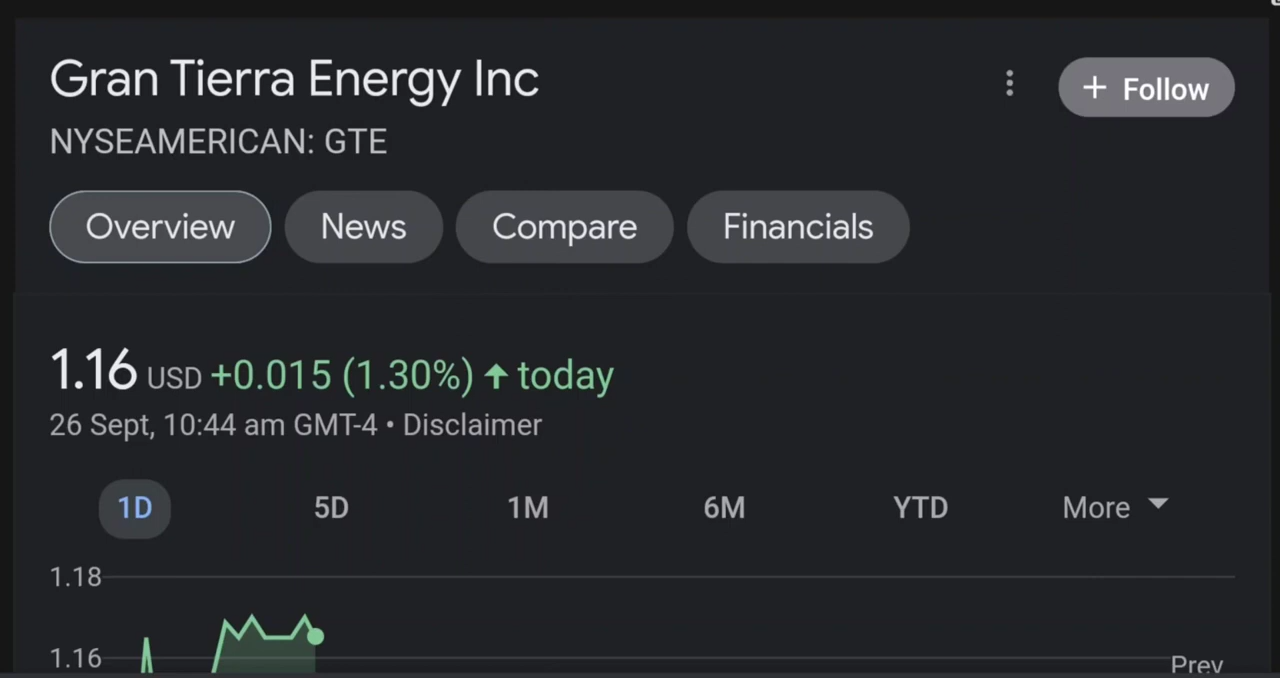 Gran Tierra Energy Inc
+ Follow
NYSEAMERICAN: GTE
Overview News Compare Financials
1.16 USD +0.015 (1.30%) ↑ today
26 Sept, 10:44 am GMT-4 • Disclaimer
1D 5D 1M 6M YTD More
1.18
1.16
Prev